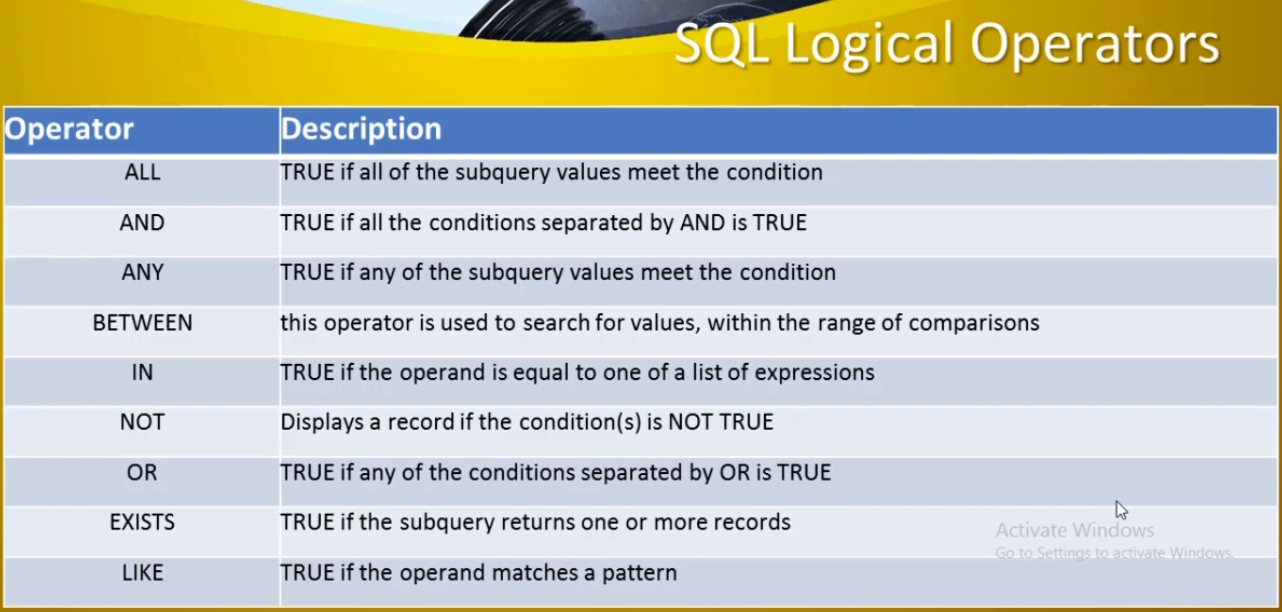 SQL Logical Operators
Operator Description
ALL TRUE if all of the subquery values meet the condition
AND TRUE if all the conditions separated by AND is TRUE
ANY TRUE if any of the subquery values meet the condition
BETWEEN this operator is used to search for values, within the range of comparisons
IN TRUE if the operand is equal to one of a list of expressions
NOT Displays a record if the condition(s) is NOT TRUE
OR TRUE if any of the conditions separated by OR is TRUE
EXISTS TRUE if the subquery returns one or more records
Activate Windows
Go to Settings to activate Windows.
LIKE TRUE if the operand matches a pattern